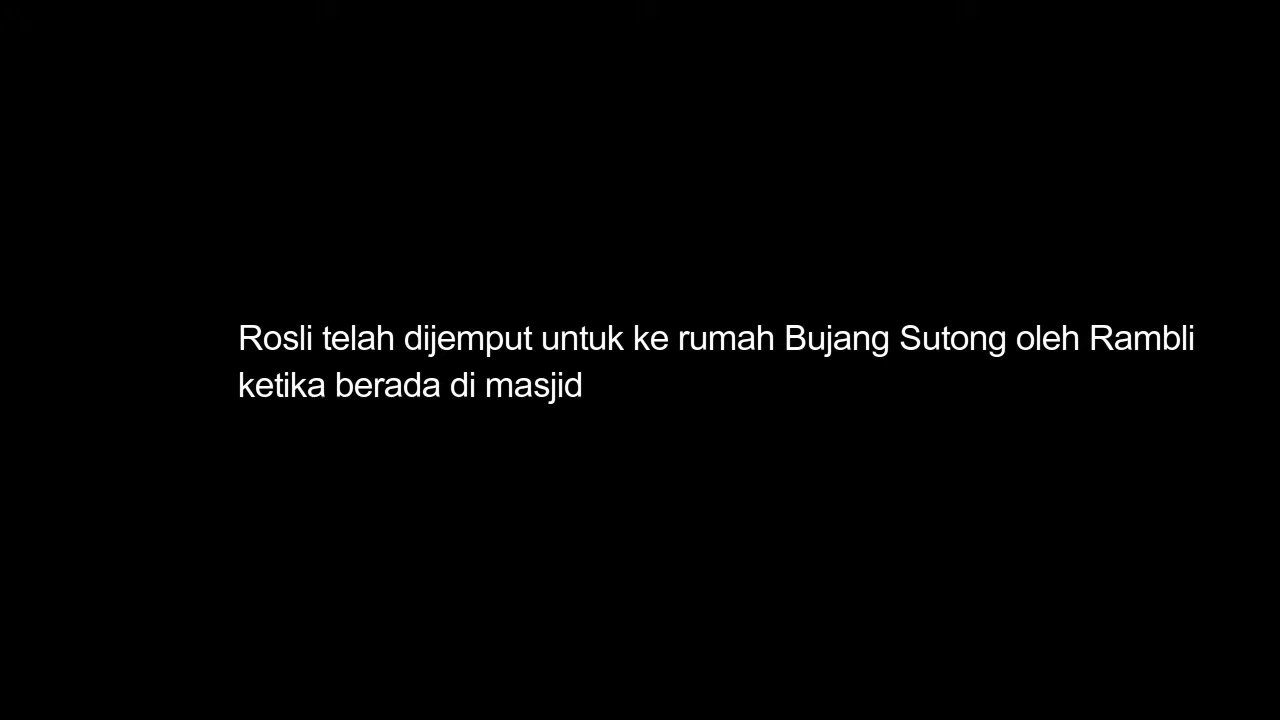 Rosli telah dijemput untuk ke rumah Bujang Sutong oleh Rambli
ketika berada di masjid